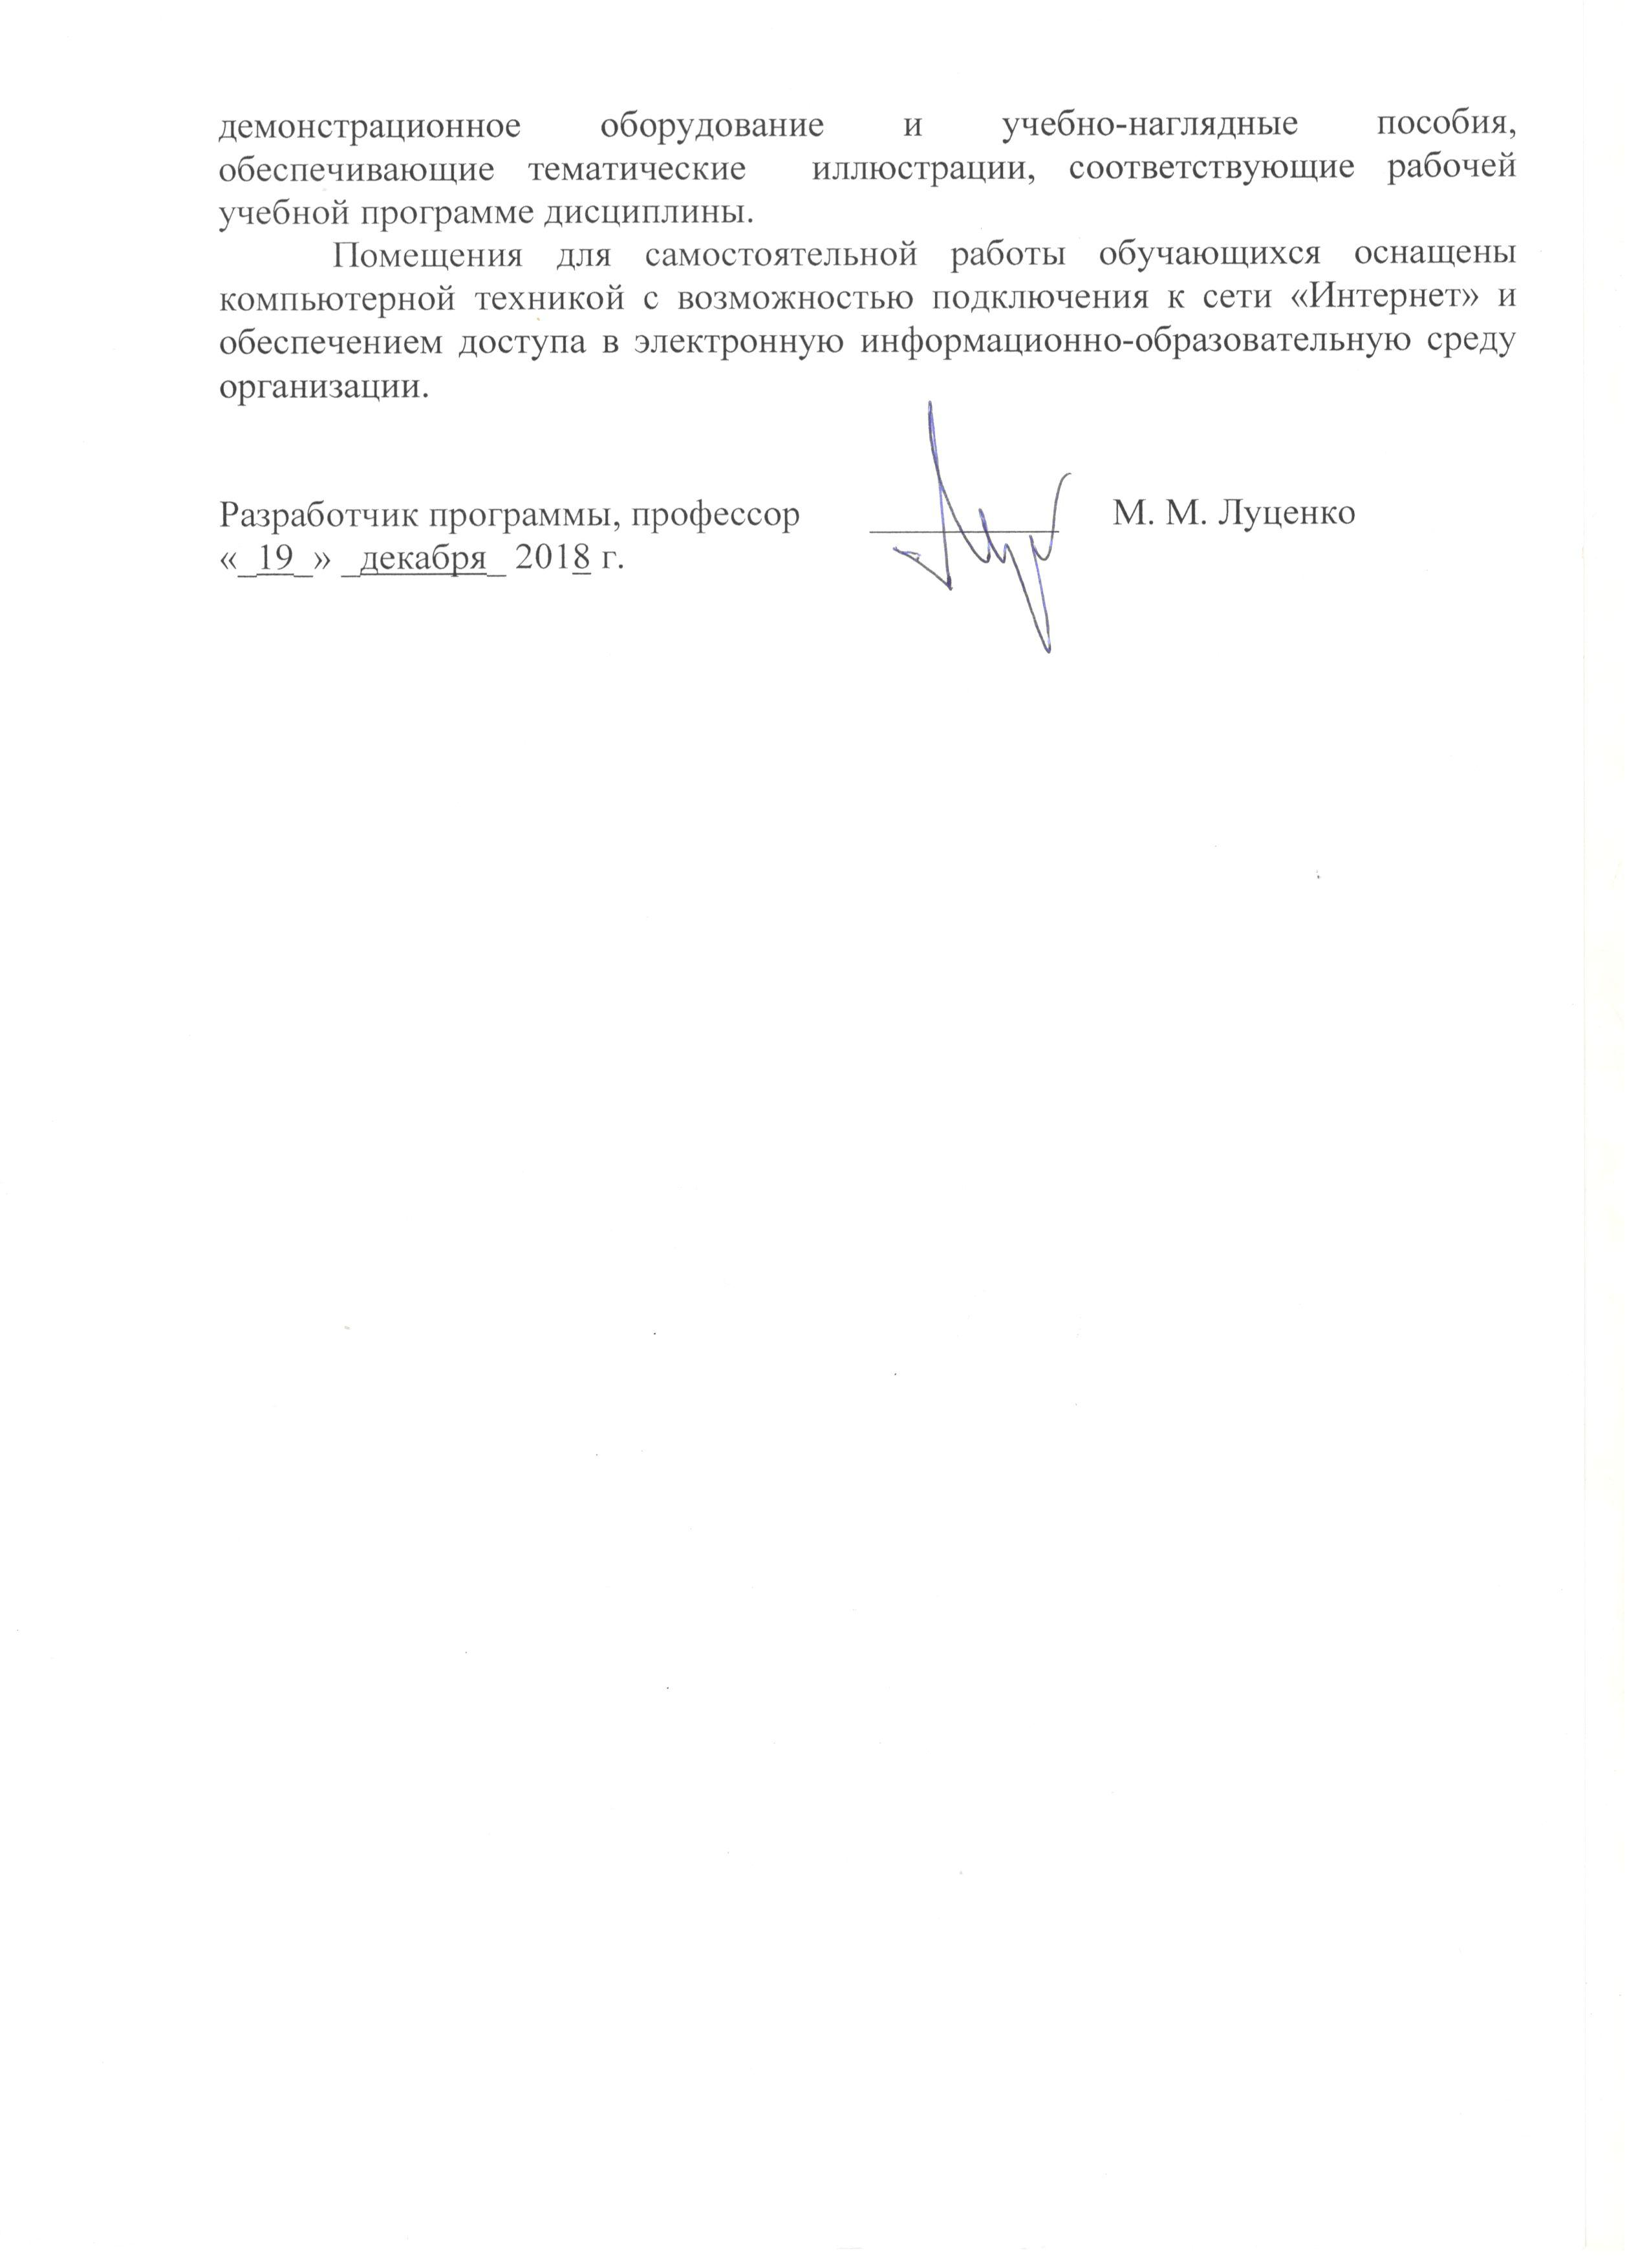 демонстрационное оборудование и учебно-наглядные пособия,
обеспечивающие тематические иллюстрации, соответствующие рабочей
учебной программе дисциплины.
Помещения для самостоятельной работы обучающихся оснащены
компьютерной техникой с возможностью подключения к сети «Интернет» и
обеспечением доступа в электронную информационно-образовательную среду
организации.
Разработчик программы, профессор __________ М. М. Луценко
«_19_» _декабря_ 2018 г.